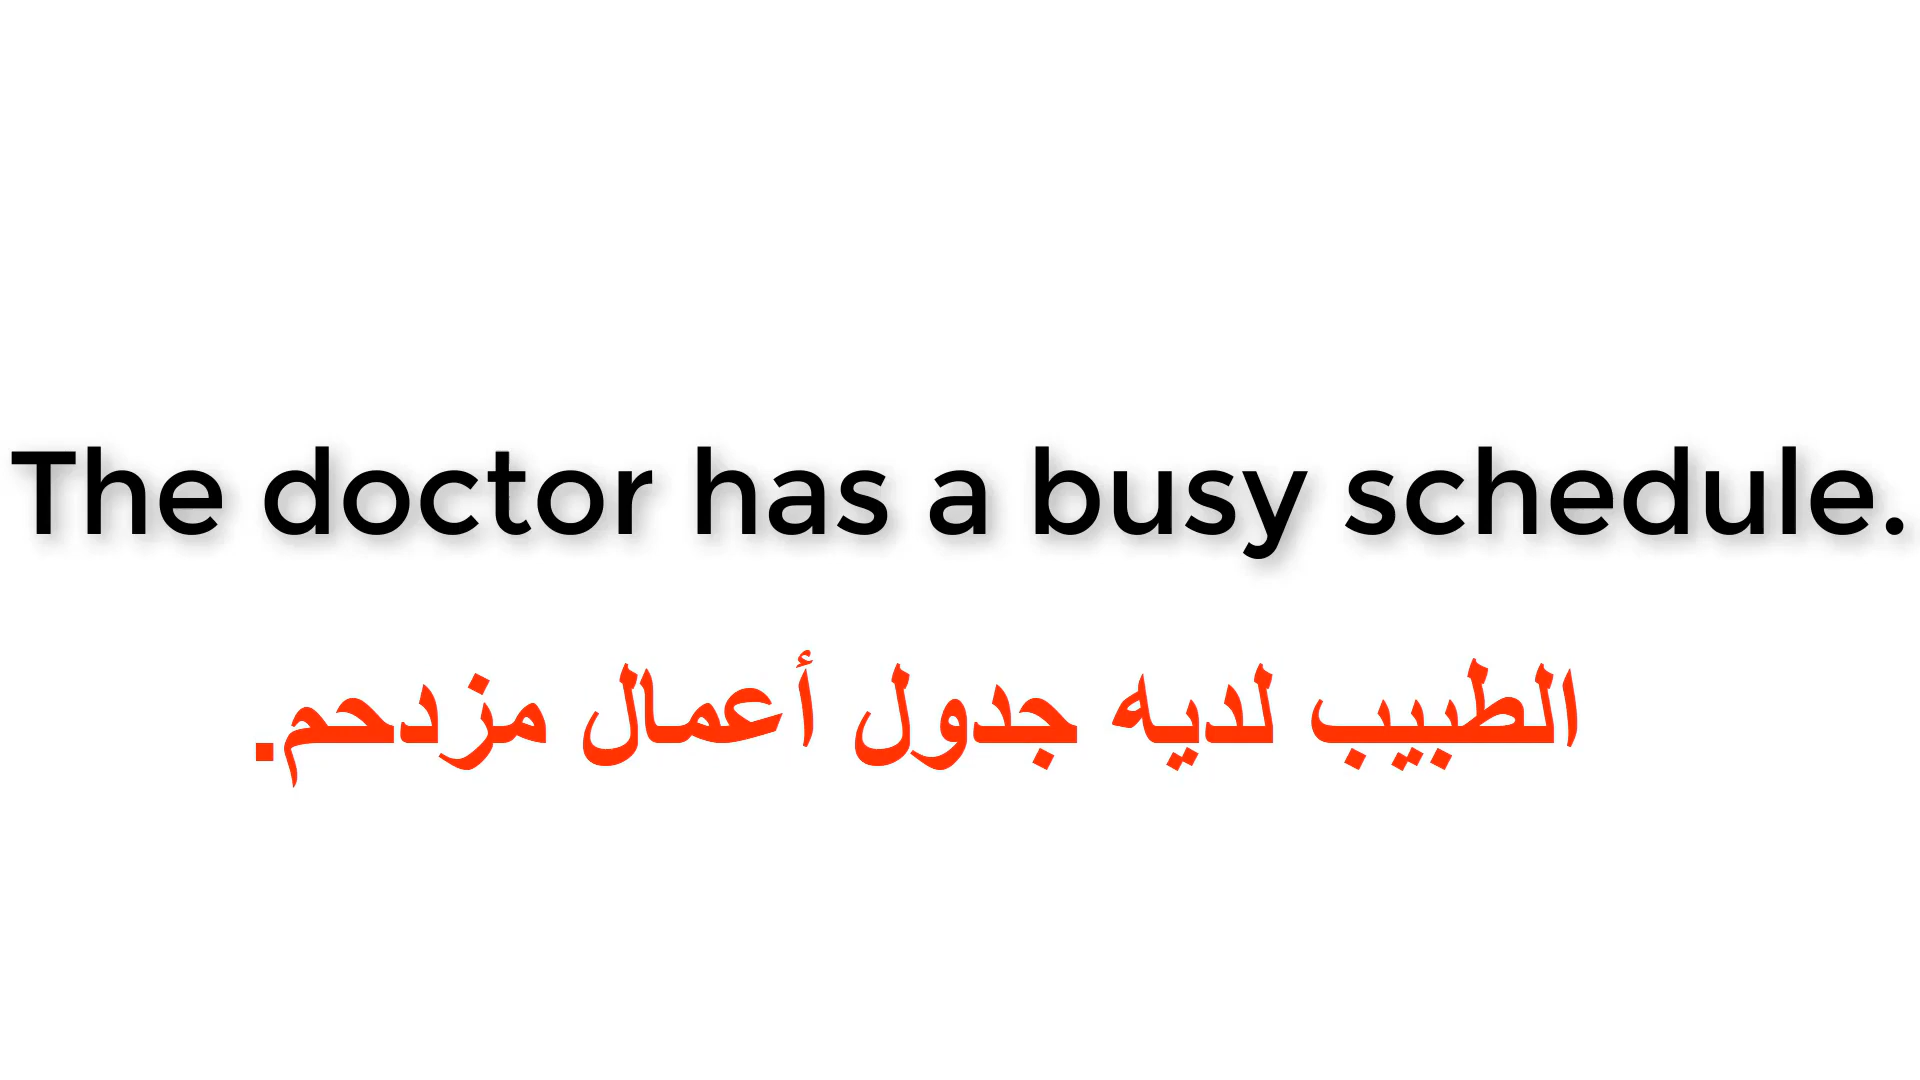 The doctor has a busy schedule.
الطبيب لديه جدول أعمال مزدحم.